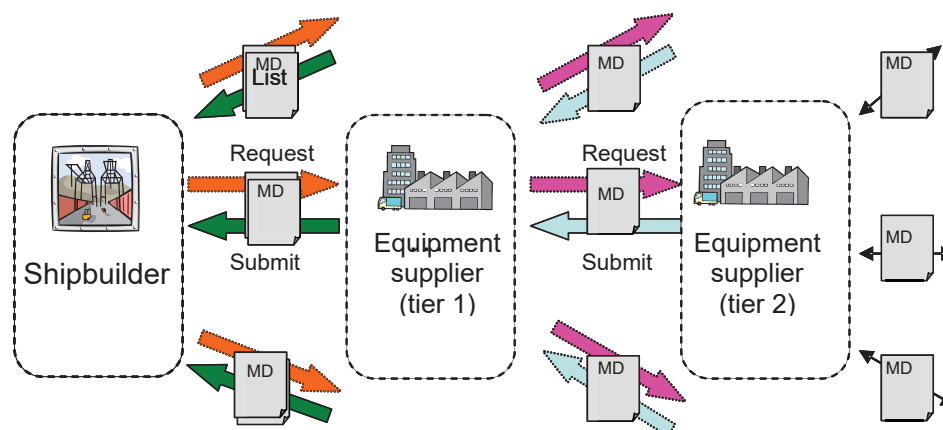 MD
List
MD
MD
Request
MD
Submit
Request
MD
Submit
MD
Shipbuilder
Equipment
supplier
(tier 1)
Equipment
supplier
(tier 2)
MD
MD
MD